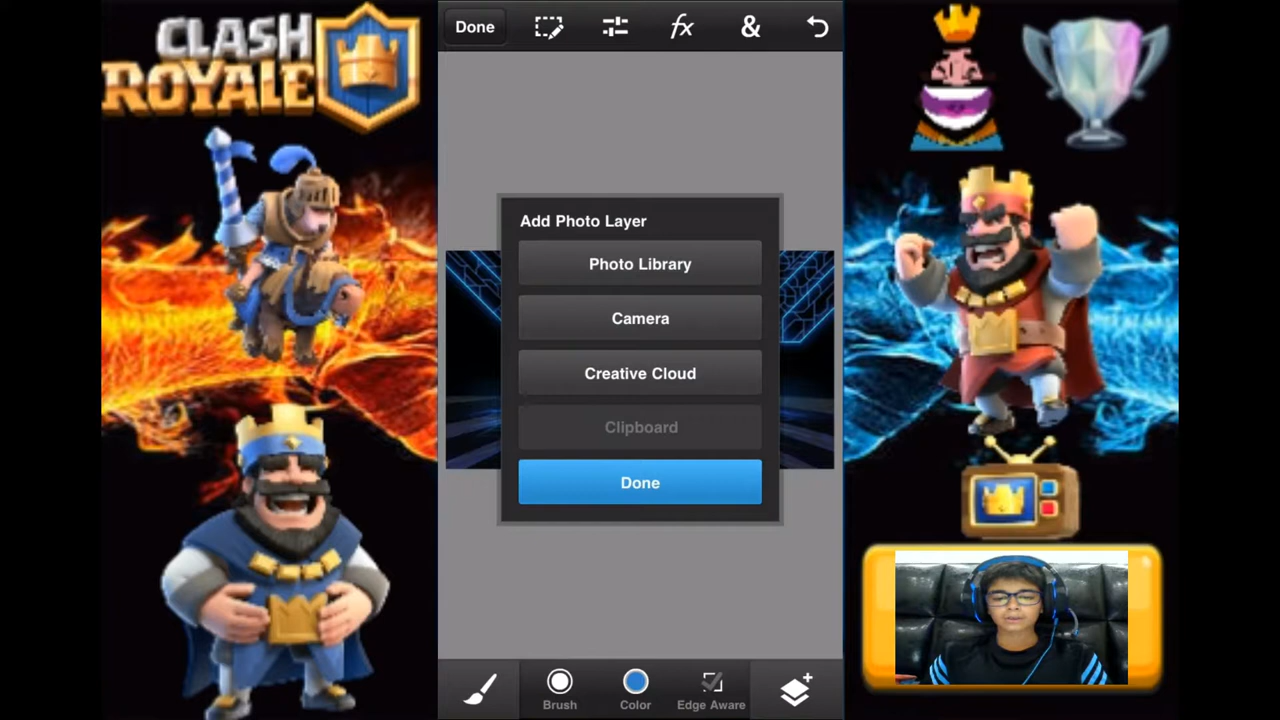 CLASH
ROYALE
Done
fx
&
Add Photo Layer
Photo Library
Camera
Creative Cloud
Clipboard
Done
Brush
Color
Edge Aware